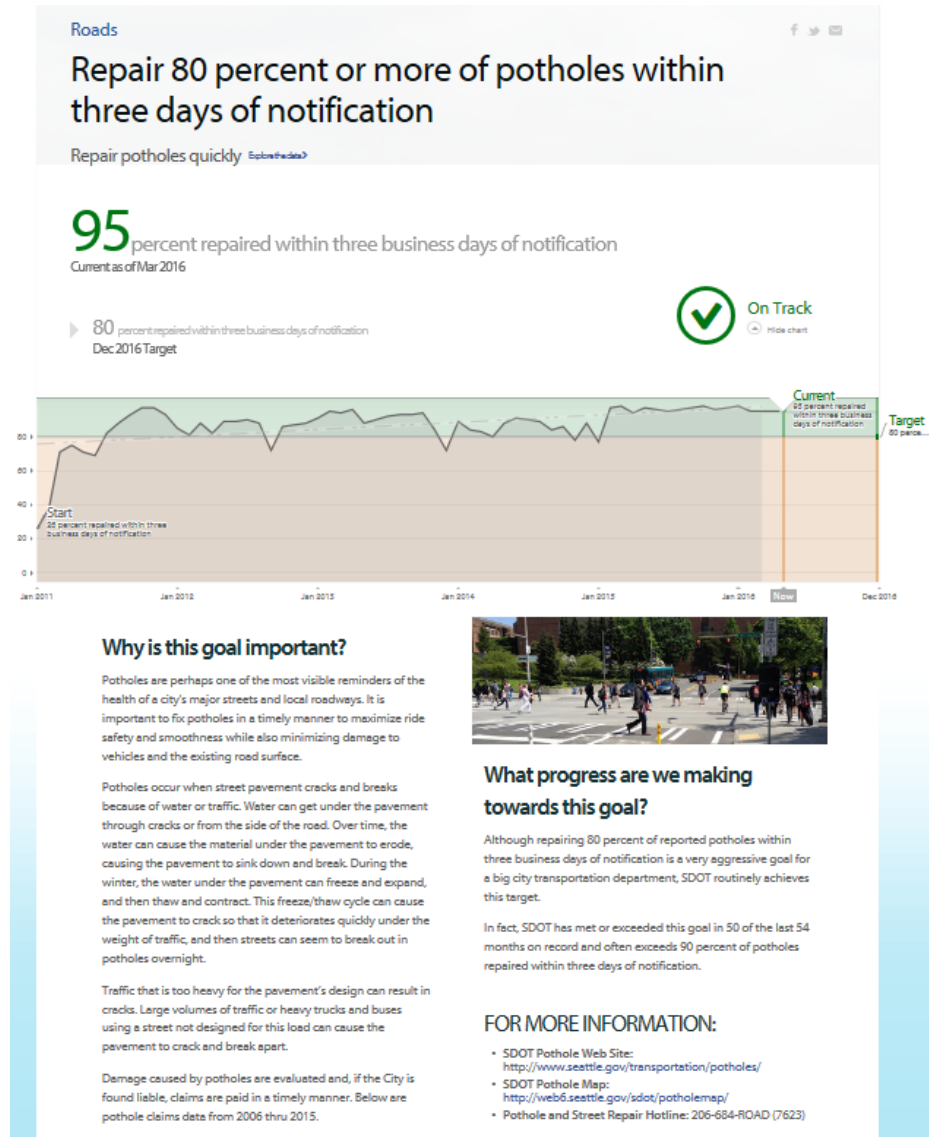 Roads
Repair 80 percent or more of potholes within
three days of notification
Repair potholes quickly Explore the data >
95 percent repaired within three business days of notification
Current as of Mar 2016
On Track
Hide chart
80 percent repaired within three business days of notification
Dec 2016 Target
Current
95 percent repaired
within three business
days of notification
Target
80 perce...
80
60
40
20
0
Start
26 percent repaired within three
business days of notification
Jan 2011
Jan 2012
Jan 2013
Jan 2014
Jan 2015
Jan 2016
Now
Dec 2016
Why is this goal important?
Potholes are perhaps one of the most visible reminders of the
health of a city's major streets and local roadways. It is
important to fix potholes in a timely manner to maximize ride
safety and smoothness while also minimizing damage to
vehicles and the existing road surface.
Potholes occur when street pavement cracks and breaks
because of water or traffic. Water can get under the pavement
through cracks or from the side of the road. Over time, the
water can cause the material under the pavement to erode,
causing the pavement to sink down and break. During the
winter, the water under the pavement can freeze and expand,
and then thaw and contract. This freeze/thaw cycle can cause
the pavement to crack so that it deteriorates quickly under the
weight of traffic, and then streets can seem to break out in
potholes overnight.
Traffic that is too heavy for the pavement's design can result in
cracks. Large volumes of traffic or heavy trucks and buses
using a street not designed for this load can cause the
pavement to crack and break apart.
Damage caused by potholes are evaluated and, if the City is
found liable, claims are paid in a timely manner. Below are
pothole claims data from 2006 thru 2015.
What progress are we making
towards this goal?
Although repairing 80 percent of reported potholes within
three business days of notification is a very aggressive goal for
a big city transportation department, SDOT routinely achieves
this target.
In fact, SDOT has met or exceeded this goal in 50 of the last 54
months on record and often exceeds 90 percent of potholes
repaired within three days of notification.
FOR MORE INFORMATION:
• SDOT Pothole Web Site:
http://www.seattle.gov/transportation/potholes/
• SDOT Pothole Map:
http://web6.seattle.gov/sdot/potholemap/
• Pothole and Street Repair Hotline: 206-684-ROAD (7623)